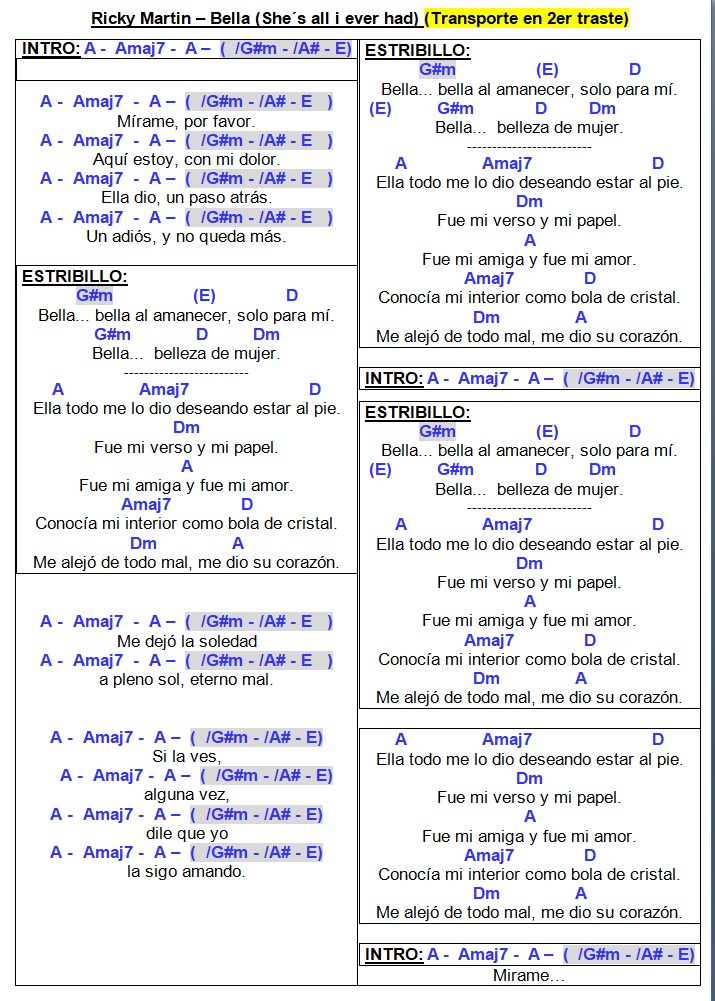 Ricky Martin – Bella (She´s all i ever had) (Transporte en 2er traste)
INTRO: A - Amaj7 - A – ( /G#m - /A# - E)
A - Amaj7 - A – ( /G#m - /A# - E )
Mírame, por favor.
A - Amaj7 - A – ( /G#m - /A# - E )
Aquí estoy, con mi dolor.
A - Amaj7 - A – ( /G#m - /A# - E )
Ella dio, un paso atrás.
A - Amaj7 - A – ( /G#m - /A# - E )
Un adiós, y no queda más.
ESTRIBILLO:
G#m (E) D
Bella... bella al amanecer, solo para mí.
G#m D Dm
Bella... belleza de mujer.
-------------------------
A Amaj7 D
Ella todo me lo dio deseando estar al pie.
Dm
Fue mi verso y mi papel.
A
Fue mi amiga y fue mi amor.
Amaj7 D
Conocía mi interior como bola de cristal.
Dm A
Me alejó de todo mal, me dio su corazón.
A - Amaj7 - A – ( /G#m - /A# - E )
Me dejó la soledad
A - Amaj7 - A – ( /G#m - /A# - E )
a pleno sol, eterno mal.
A - Amaj7 - A – ( /G#m - /A# - E)
Si la ves,
A - Amaj7 - A – ( /G#m - /A# - E)
alguna vez,
A - Amaj7 - A – ( /G#m - /A# - E)
dile que yo
A - Amaj7 - A – ( /G#m - /A# - E)
la sigo amando.
ESTRIBILLO:
G#m (E) D
Bella... bella al amanecer, solo para mí.
(E) G#m D Dm
Bella... belleza de mujer.
-------------------------
A Amaj7 D
Ella todo me lo dio deseando estar al pie.
Dm
Fue mi verso y mi papel.
A
Fue mi amiga y fue mi amor.
Amaj7 D
Conocía mi interior como bola de cristal.
Dm A
Me alejó de todo mal, me dio su corazón.
INTRO: A - Amaj7 - A – ( /G#m - /A# - E)
ESTRIBILLO:
G#m (E) D
Bella... bella al amanecer, solo para mí.
(E) G#m D Dm
Bella... belleza de mujer.
-------------------------
A Amaj7 D
Ella todo me lo dio deseando estar al pie.
Dm
Fue mi verso y mi papel.
A
Fue mi amiga y fue mi amor.
Amaj7 D
Conocía mi interior como bola de cristal.
Dm A
Me alejó de todo mal, me dio su corazón.
A Amaj7 D
Ella todo me lo dio deseando estar al pie.
Dm
Fue mi verso y mi papel.
A
Fue mi amiga y fue mi amor.
Amaj7 D
Conocía mi interior como bola de cristal.
Dm A
Me alejó de todo mal, me dio su corazón.
INTRO: A - Amaj7 - A – ( /G#m - /A# - E)
Mirame...